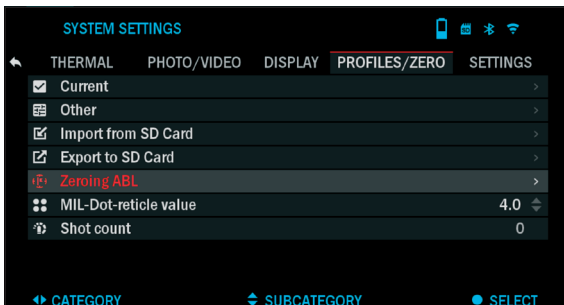 SYSTEM SETTINGS
THERMAL PHOTO/VIDEO DISPLAY PROFILES/ZERO SETTINGS
Current
Other
Import from SD Card
Export to SD Card
Zeroing ABL
MIL-Dot-reticle value 4.0
Shot count 0
CATEGORY SUBCATEGORY SELECT